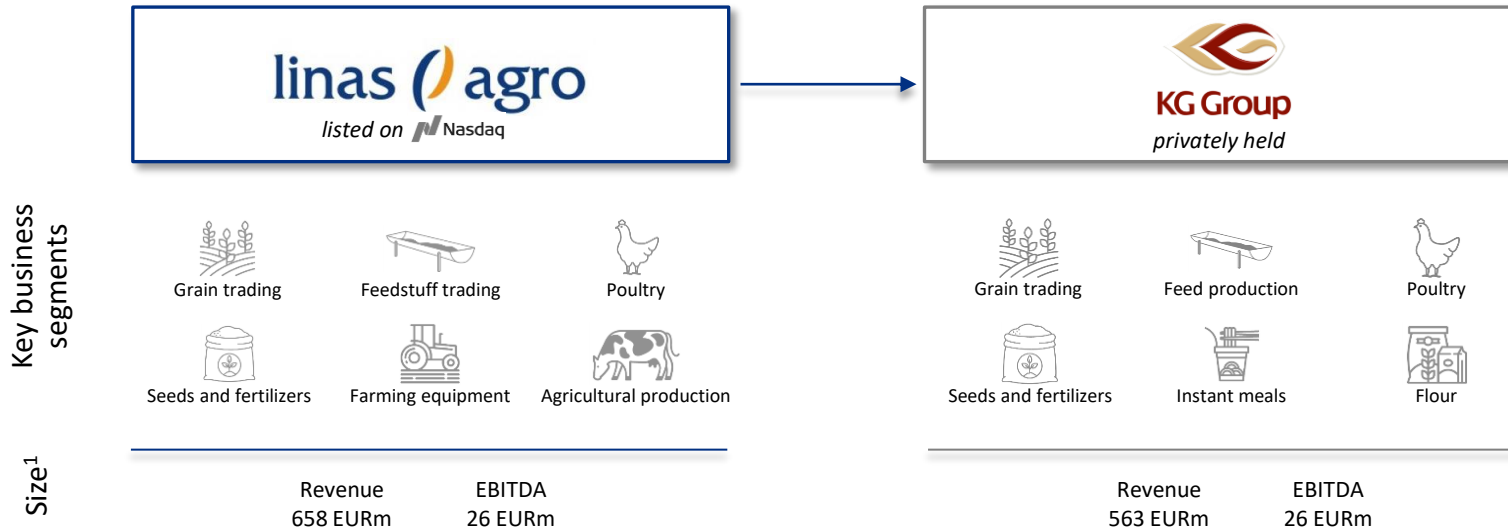 linas agro
listed on Nasdaq
KG Group
privately held
Key business
segments
Grain trading
Feedstuff trading
Poultry
Seeds and fertilizers
Farming equipment
Agricultural production
Grain trading
Feed production
Poultry
Seeds and fertilizers
Instant meals
Flour
Size1
Revenue
658 EURm
EBITDA
26 EURm
Revenue
563 EURm
EBITDA
26 EURm